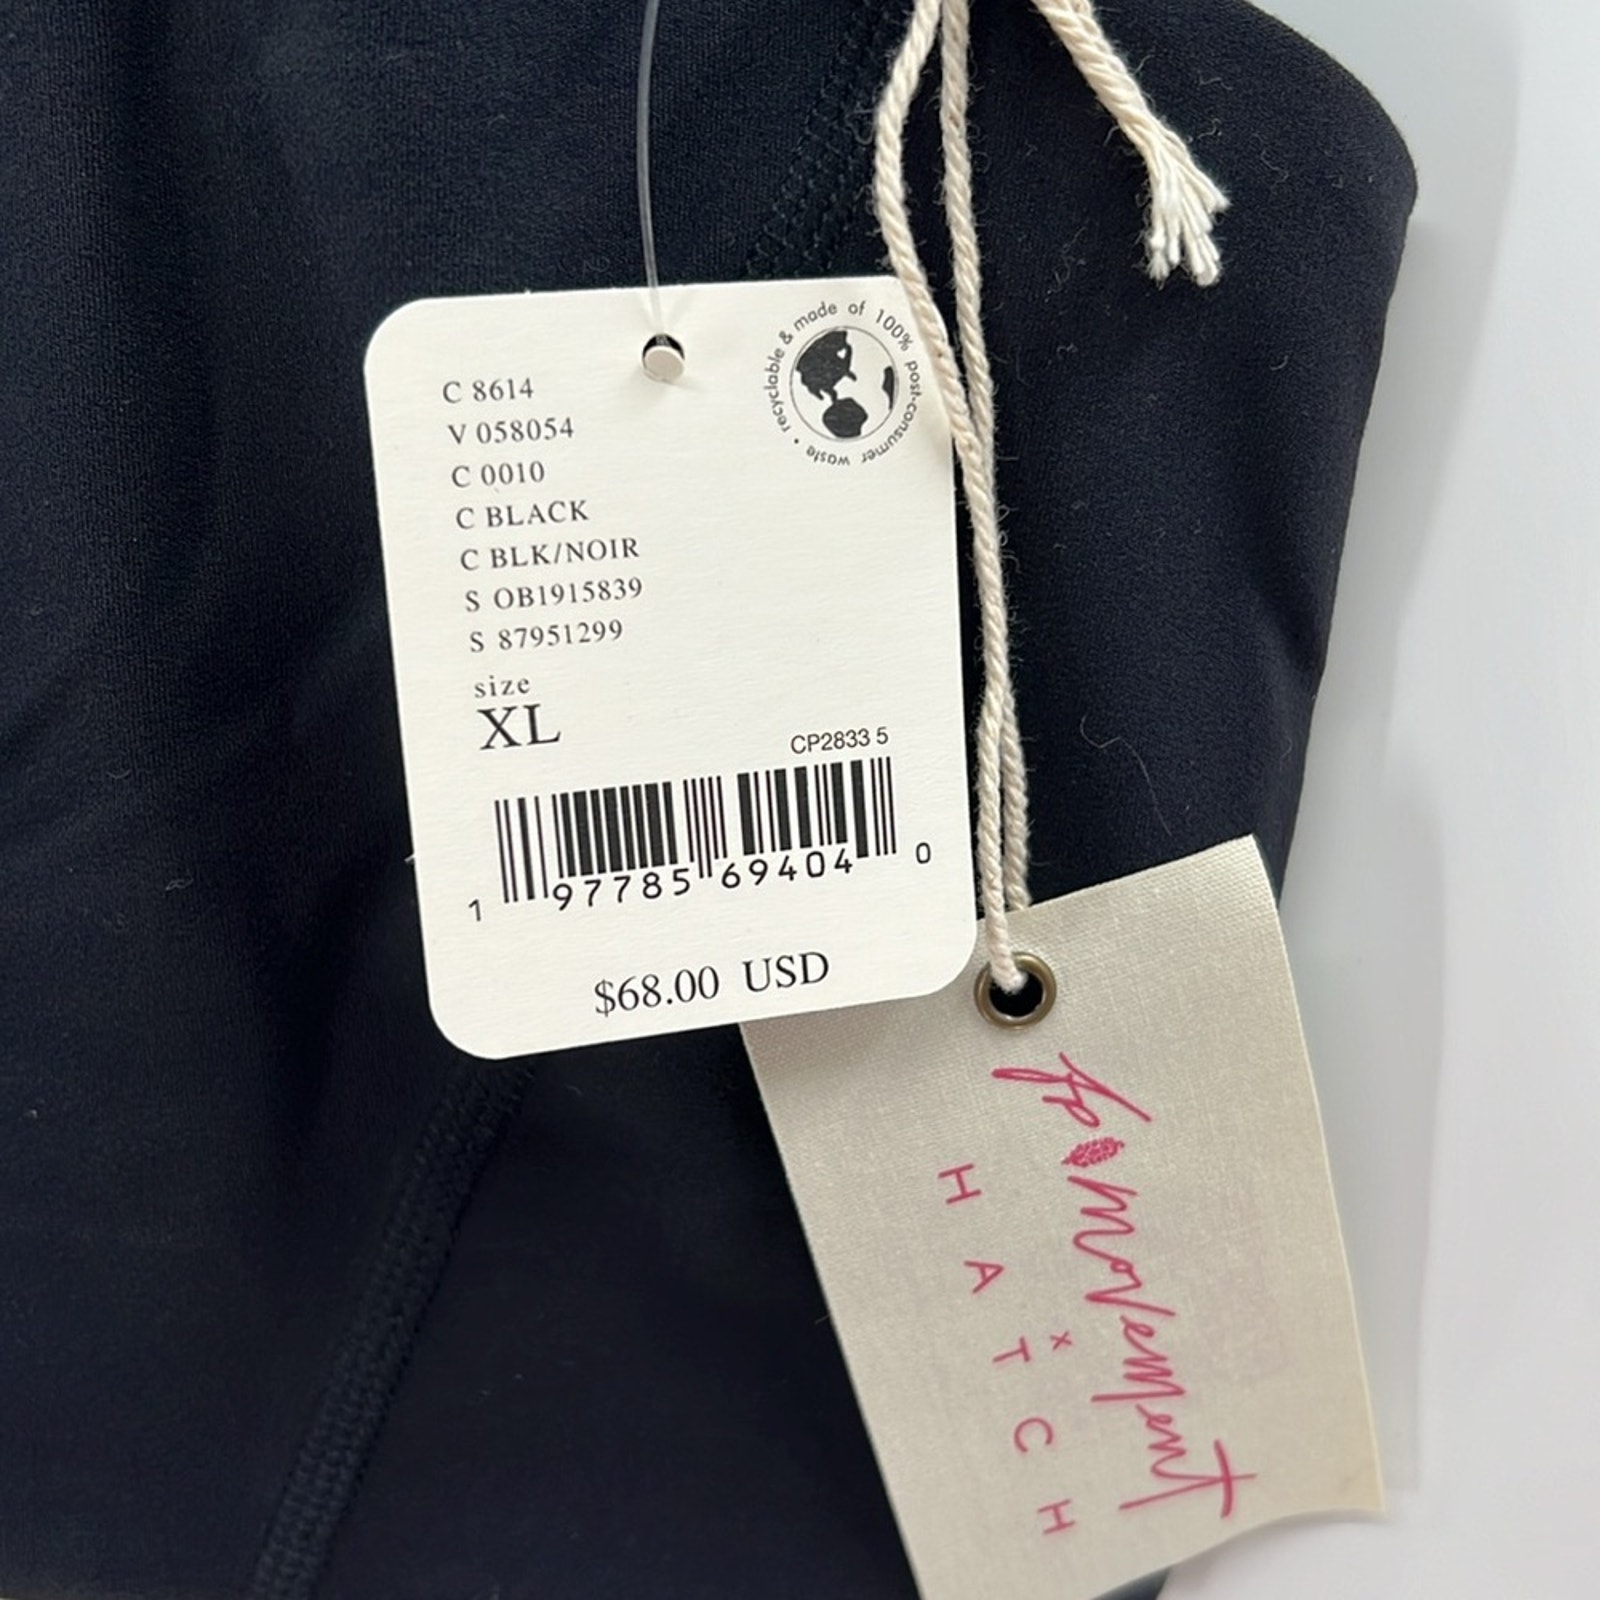 C 8614
V 058054
C 0010
C BLACK
C BLK/NOIR
S OB1915839
S 87951299
size
XL
recyclable & made of 100% post-consumer waste •
CP2833 5
1 97785 69404 0
$68.00 USD
fp movement
x
HATCH